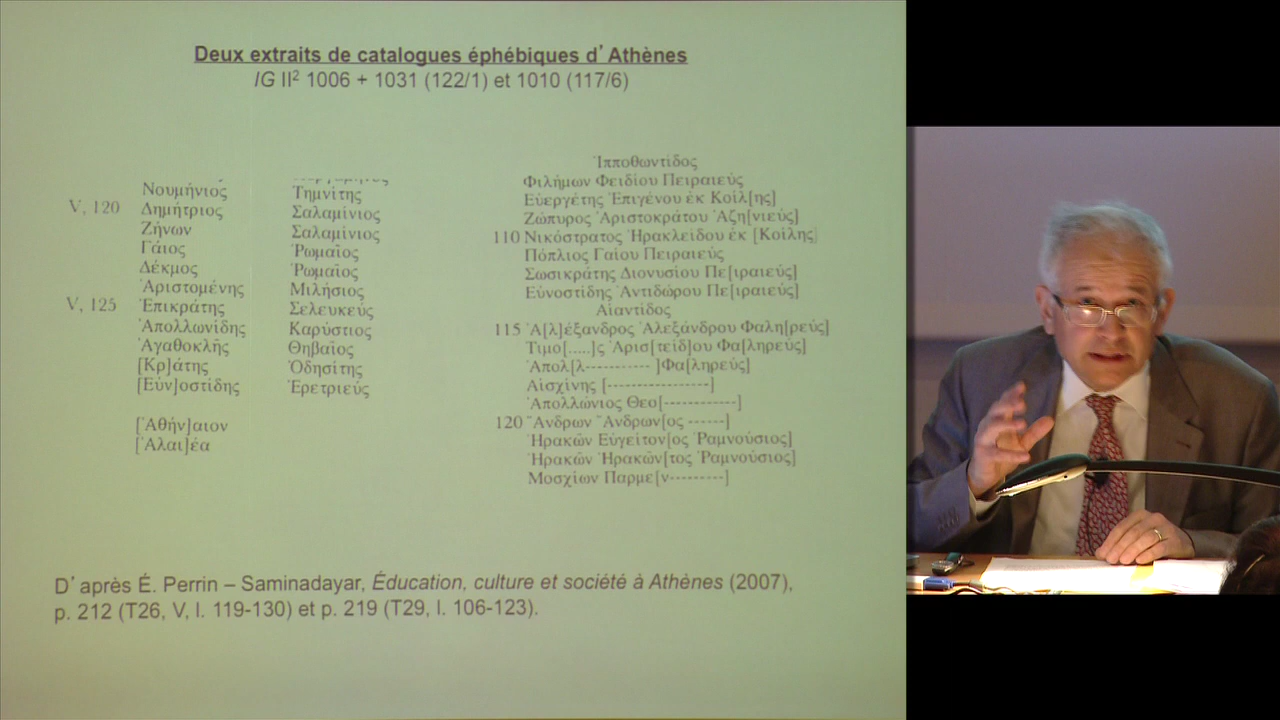 Deux extraits de catalogues éphébiques d’Athènes
IG II² 1006 + 1031 (122/1) et 1010 (117/6)
Νουμήνιος Τημνίτης
V, 120 Δημήτριος Σαλαμίνιος
Ζήνων Σαλαμίνιος
Γάιος Ῥωμαῖος
Δέκμος Ῥωμαῖος
Ἀριστομένης Μιλήσιος
V, 125 Ἐπικράτης Σελευκεύς
Ἀπολλωνίδης Καρύστιος
Ἀγαθοκλῆς Θηβαῖος
[Κρ]άτης Ὀδησίτης
[Εὐν]οστίδης Ἐρετριεύς
[Ἀθήν]αιον
[Ἀλαι]έα
Ἱπποθωντίδος
Φιλήμων Φειδίου Πειραιεύς
Εὐεργέτης Ἐπιγένου ἐκ Κοίλ[ης]
Ζώπυρος Ἀριστοκράτου Ἀζη[νιεύς]
110 Νικόστρατος Ἡρακλείδου ἐκ [Κοίλης]
Πόπλιος Γαίου Πειραιεύς
Σωσικράτης Διονυσίου Πε[ιραιεύς]
Εὐνοστίδης Ἀντιδώρου Πε[ιραιεύς]
Αἰαντίδος
115 Ἀ[λ]έξανδρος Ἀλεξάνδρου Φαλη[ρεύς]
Τιμο[.....]ς Ἀρισ[τείδ]ου Φα[ληρεύς]
Ἀπολ[λ----------- ]Φα[ληρεύς]
Αἰσχίνης [-----------------]
Ἀπολλώνιος Θεο[------------]
120 Ἄνδρων Ἄνδρων[ος ------]
Ἡρακῶν Εὐγείτον[ος Ῥαμνούσιος]
Ἡρακῶν Ἡρακῶν[τος Ῥαμνούσιος]
Μοσχίων Παρμε[ν---------]
D’après É. Perrin – Saminadayar, Éducation, culture et société à Athènes (2007),
p. 212 (T26, V, l. 119-130) et p. 219 (T29, l. 106-123).